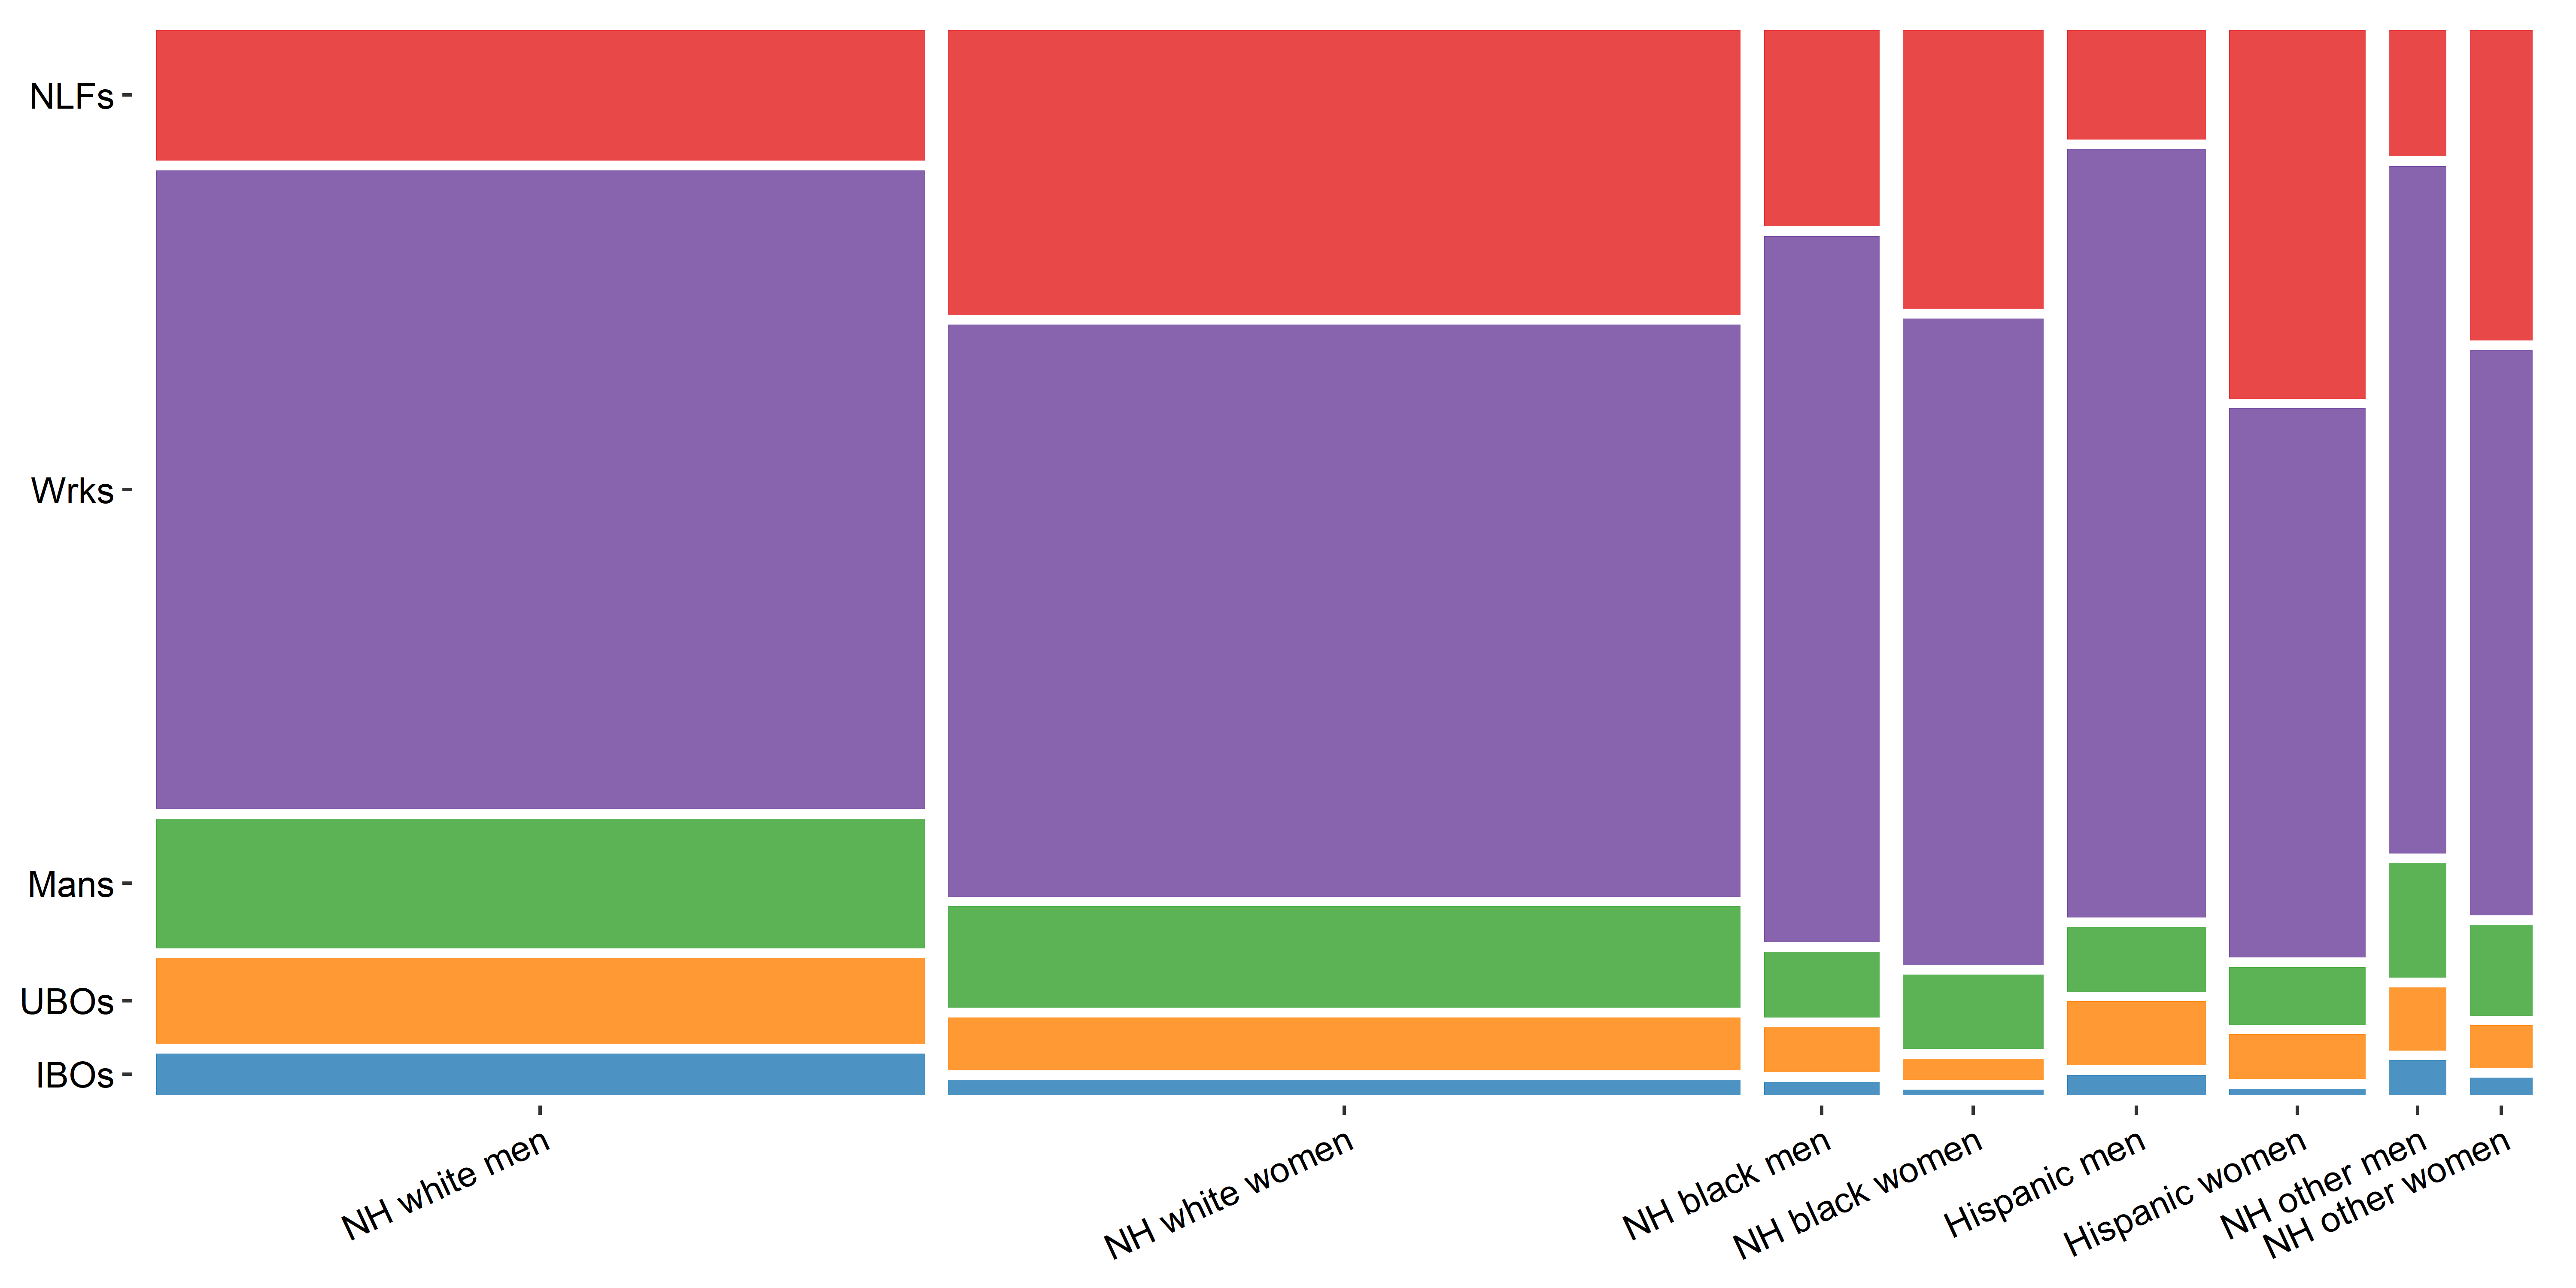 NLFs
Wrks
Mans
UBOs
IBOs
NH white men
NH white women
NH black men
NH black women
Hispanic men
Hispanic women
NH other men
NH other women